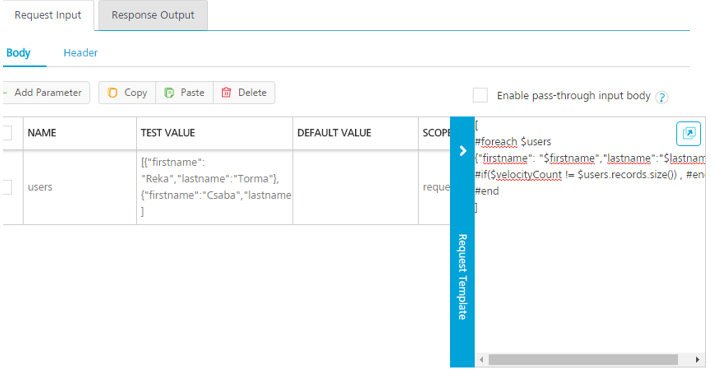 Request Input
Response Output
Body
Header
Add Parameter
Copy
Paste
Delete
Enable pass-through input body ?
NAME
TEST VALUE
DEFAULT VALUE
SCOPE
users
[{"firstname":
"Reka","lastname":"Torma"},
{"firstname":"Csaba","lastname
]
reque
Request Template
[
#foreach $users
{"firstname": "$firstname","lastname":"$lastnam
#if($velocityCount != $users.records.size()) , #end
#end
]